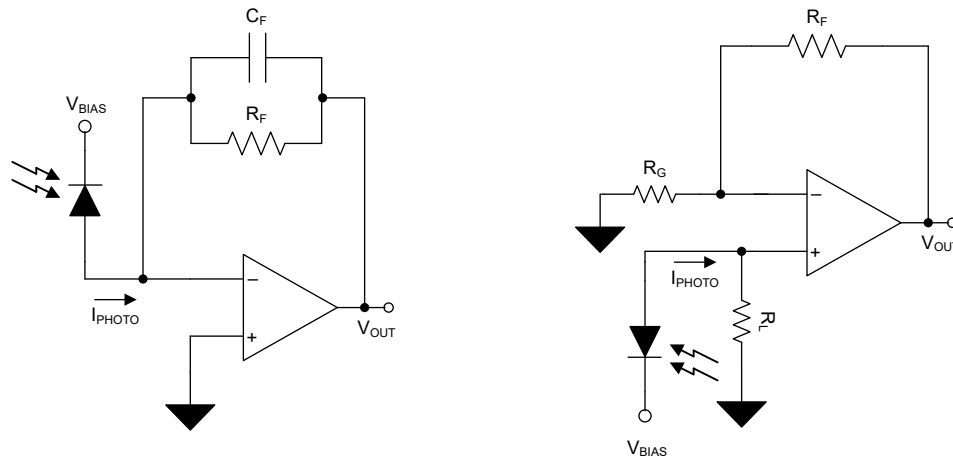 C_F
V_BIAS
R_F
−
+
I_PHOTO
V_OUT
R_F
R_G
−
+
V_OUT
I_PHOTO
R_L
V_BIAS